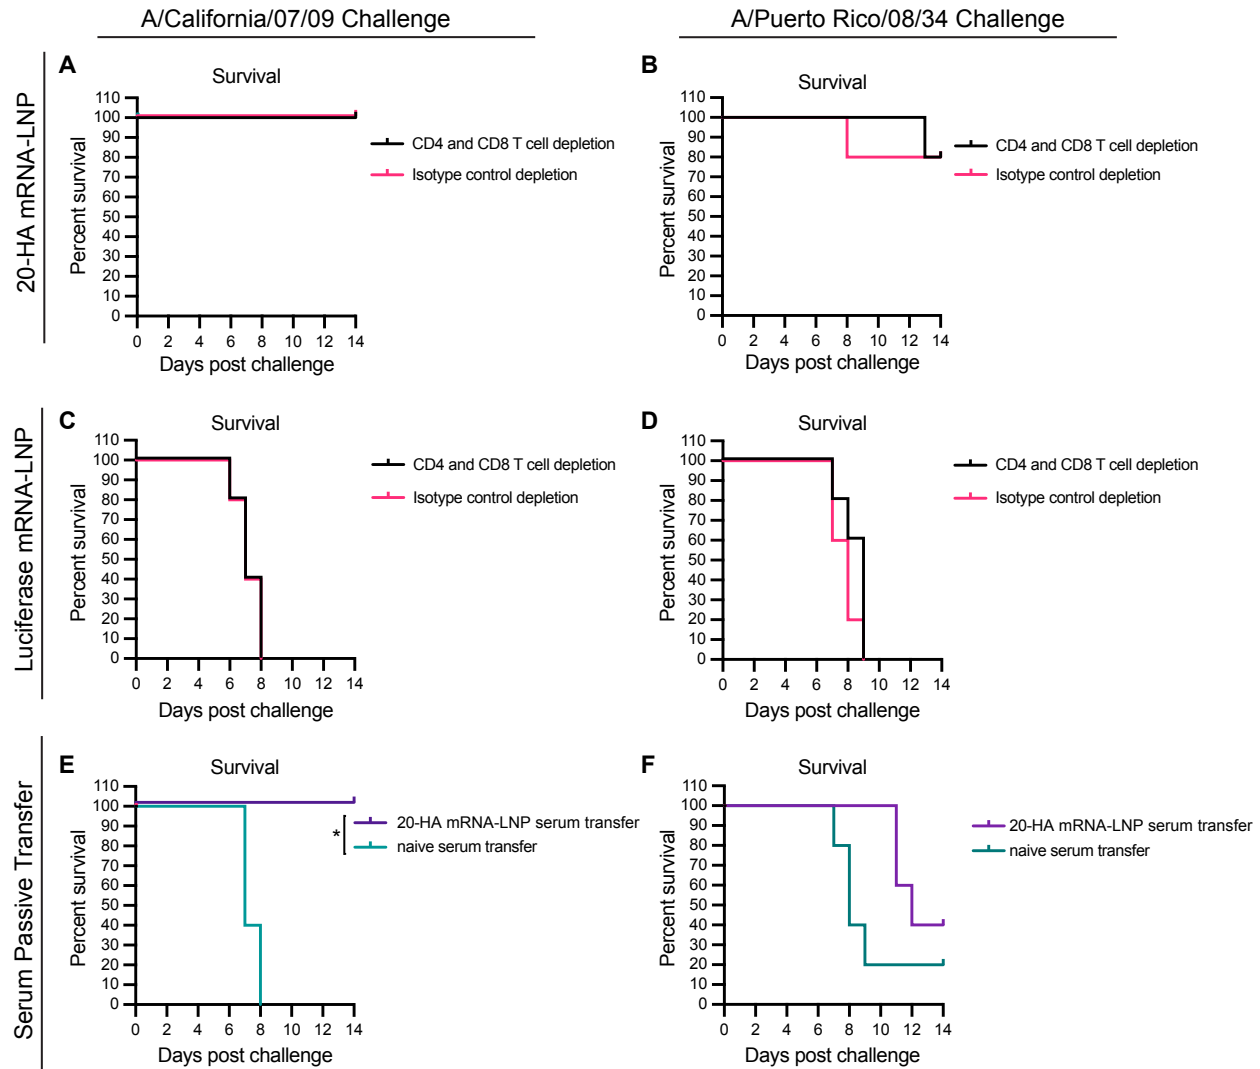 A/California/07/09 Challenge
A/Puerto Rico/08/34 Challenge
20-HA mRNA-LNP
A
Survival
110
100
90
80
70
60
50
40
30
20
10
0
Percent survival
0 2 4 6 8 10 12 14
Days post challenge
CD4 and CD8 T cell depletion
Isotype control depletion
B
Survival
110
100
90
80
70
60
50
40
30
20
10
0
Percent survival
0 2 4 6 8 10 12 14
Days post challenge
CD4 and CD8 T cell depletion
Isotype control depletion
Luciferase mRNA-LNP
C
Survival
110
100
90
80
70
60
50
40
30
20
10
0
Percent survival
0 2 4 6 8 10 12 14
Days post challenge
CD4 and CD8 T cell depletion
Isotype control depletion
D
Survival
110
100
90
80
70
60
50
40
30
20
10
0
Percent survival
0 2 4 6 8 10 12 14
Days post challenge
CD4 and CD8 T cell depletion
Isotype control depletion
Serum Passive Transfer
E
Survival
110
100
90
80
70
60
50
40
30
20
10
0
Percent survival
0 2 4 6 8 10 12 14
Days post challenge
*
20-HA mRNA-LNP serum transfer
naive serum transfer
F
Survival
110
100
90
80
70
60
50
40
30
20
10
0
Percent survival
0 2 4 6 8 10 12 14
Days post challenge
20-HA mRNA-LNP serum transfer
naive serum transfer